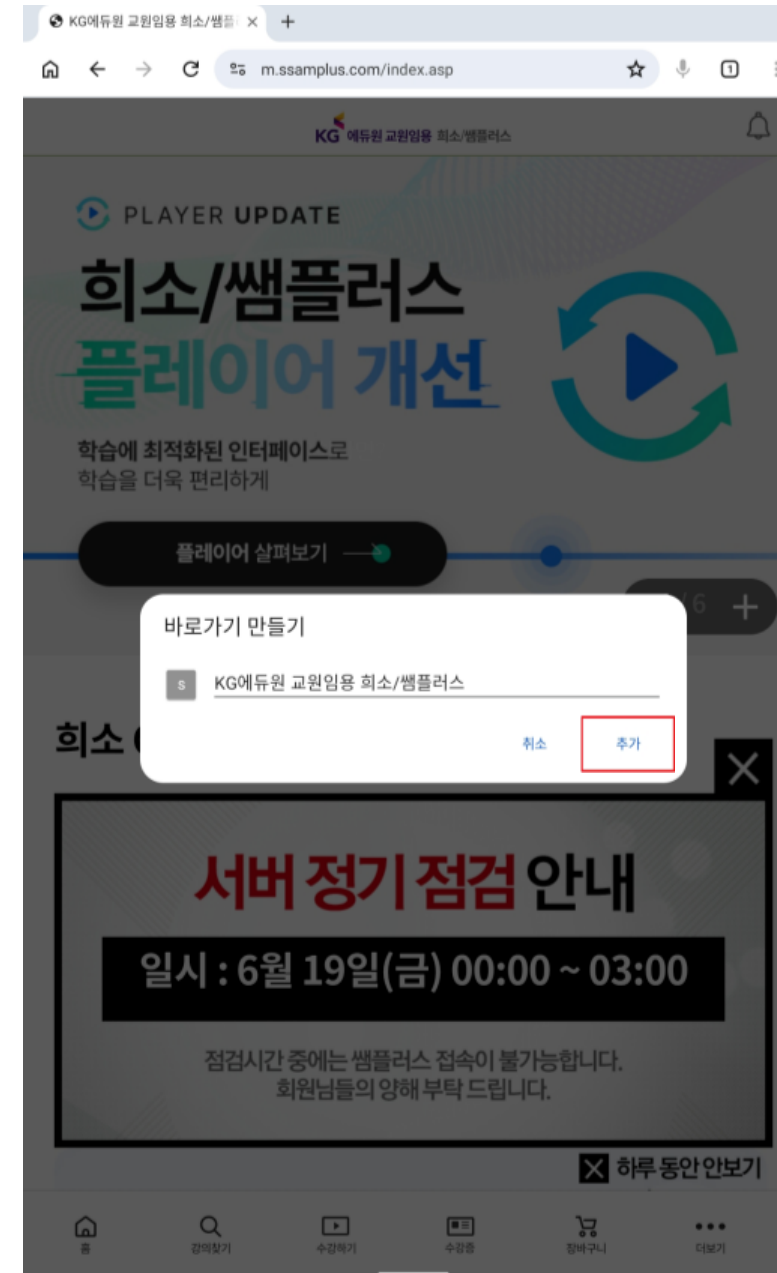 KG에듀원 교원임용 희소/쌤플
m.ssamplus.com/index.asp
1
KG 에듀원 교원임용 희소/쌤플러스
PLAYER UPDATE
희소/쌤플러스
플레이어 개선
학습에 최적화된 인터페이스로
학습을 더욱 편리하게
플레이어 살펴보기
/ 6
바로가기 만들기
s KG에듀원 교원임용 희소/쌤플러스
취소 추가
희소
서버 정기 점검 안내
일시 : 6월 19일(금) 00:00 ~ 03:00
점검시간 중에는 쌤플러스 접속이 불가능합니다.
회원님들의 양해 부탁 드립니다.
하루 동안 안보기
홈 강의찾기 수강하기 수강증 장바구니 더보기